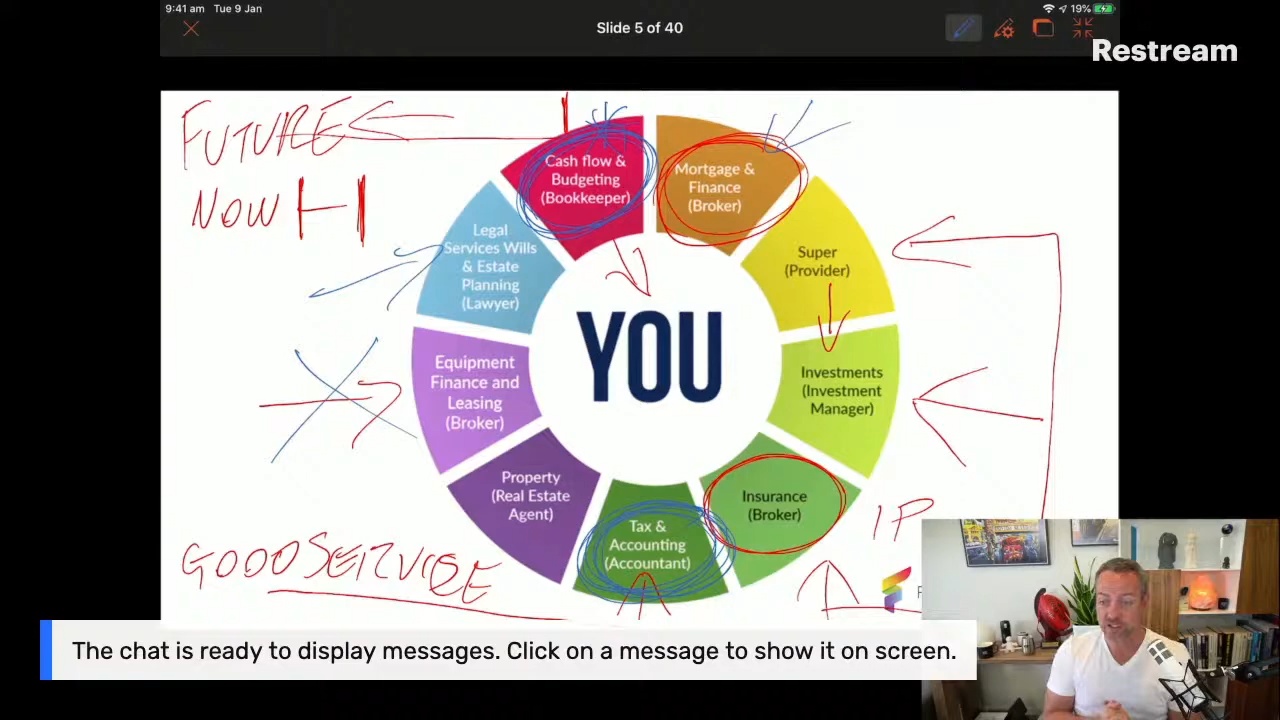 9:41 am Tue 9 Jan
19%
Slide 5 of 40
Restream
FUTURE
NOW
Cash flow &
Budgeting
(Bookkeeper)
Mortgage &
Finance
(Broker)
Legal
Services Wills
& Estate
Planning
(Lawyer)
Super
(Provider)
YOU
Equipment
Finance and
Leasing
(Broker)
Investments
(Investment
Manager)
Property
(Real Estate
Agent)
Insurance
(Broker)
Tax &
Accounting
(Accountant)
IP
GOOD SERVICE
The chat is ready to display messages. Click on a message to show it on screen.